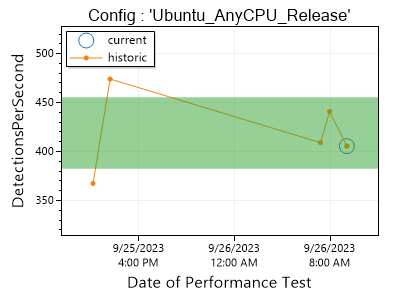 Config : 'Ubuntu_AnyCPU_Release'
current
historic
DetectionsPerSecond
500
450
400
350
9/25/2023
4:00 PM
9/26/2023
12:00 AM
9/26/2023
8:00 AM
Date of Performance Test